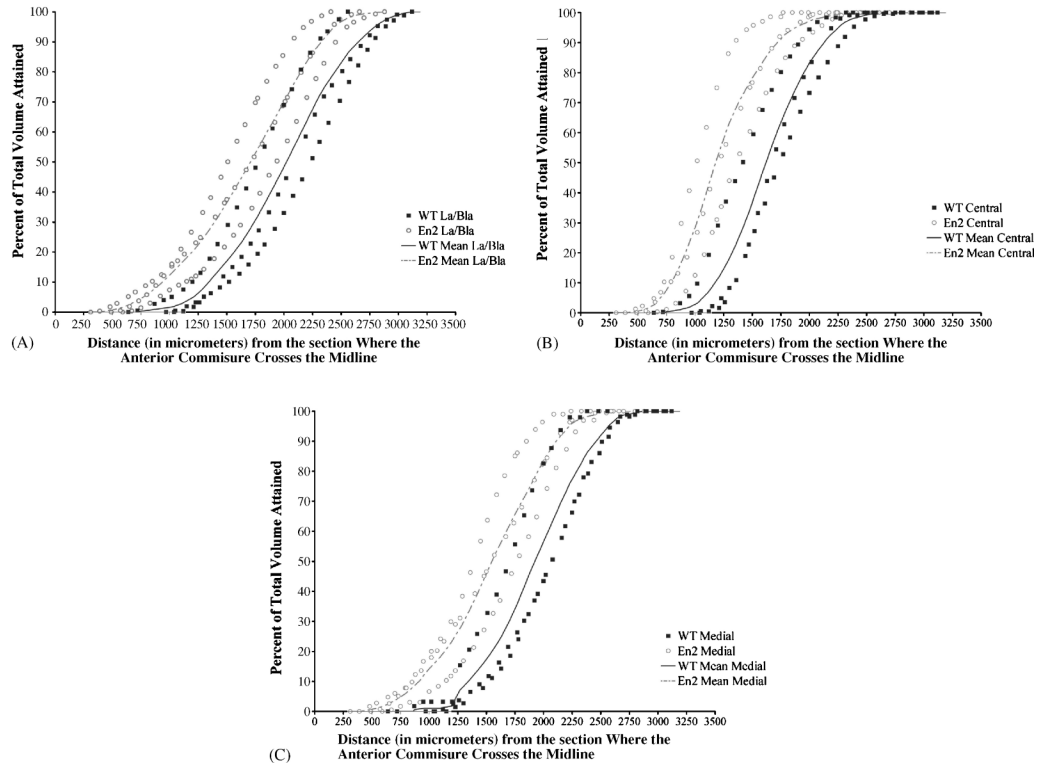 Percent of Total Volume Attained
100
90
80
70
60
50
40
30
20
10
0
0 250 500 750 1000 1250 1500 1750 2000 2250 2500 2750 3000 3250 3500
WT La/Bla
En2 La/Bla
WT Mean La/Bla
En2 Mean La/Bla
(A)
Distance (in micrometers) from the section Where the
Anterior Commisure Crosses the Midline
Percent of Total Volume Attained
100
90
80
70
60
50
40
30
20
10
0
0 250 500 750 1000 1250 1500 1750 2000 2250 2500 2750 3000 3250 3500
WT Central
En2 Central
WT Mean Central
En2 Mean Central
(B)
Distance (in micrometers) from the section Where the
Anterior Commisure Crosses the Midline
Percent of Total Volume Attained
100
90
80
70
60
50
40
30
20
10
0
0 250 500 750 1000 1250 1500 1750 2000 2250 2500 2750 3000 3250 3500
WT Medial
En2 Medial
WT Mean Medial
En2 Mean Medial
(C)
Distance (in micrometers) from the section Where the
Anterior Commisure Crosses the Midline